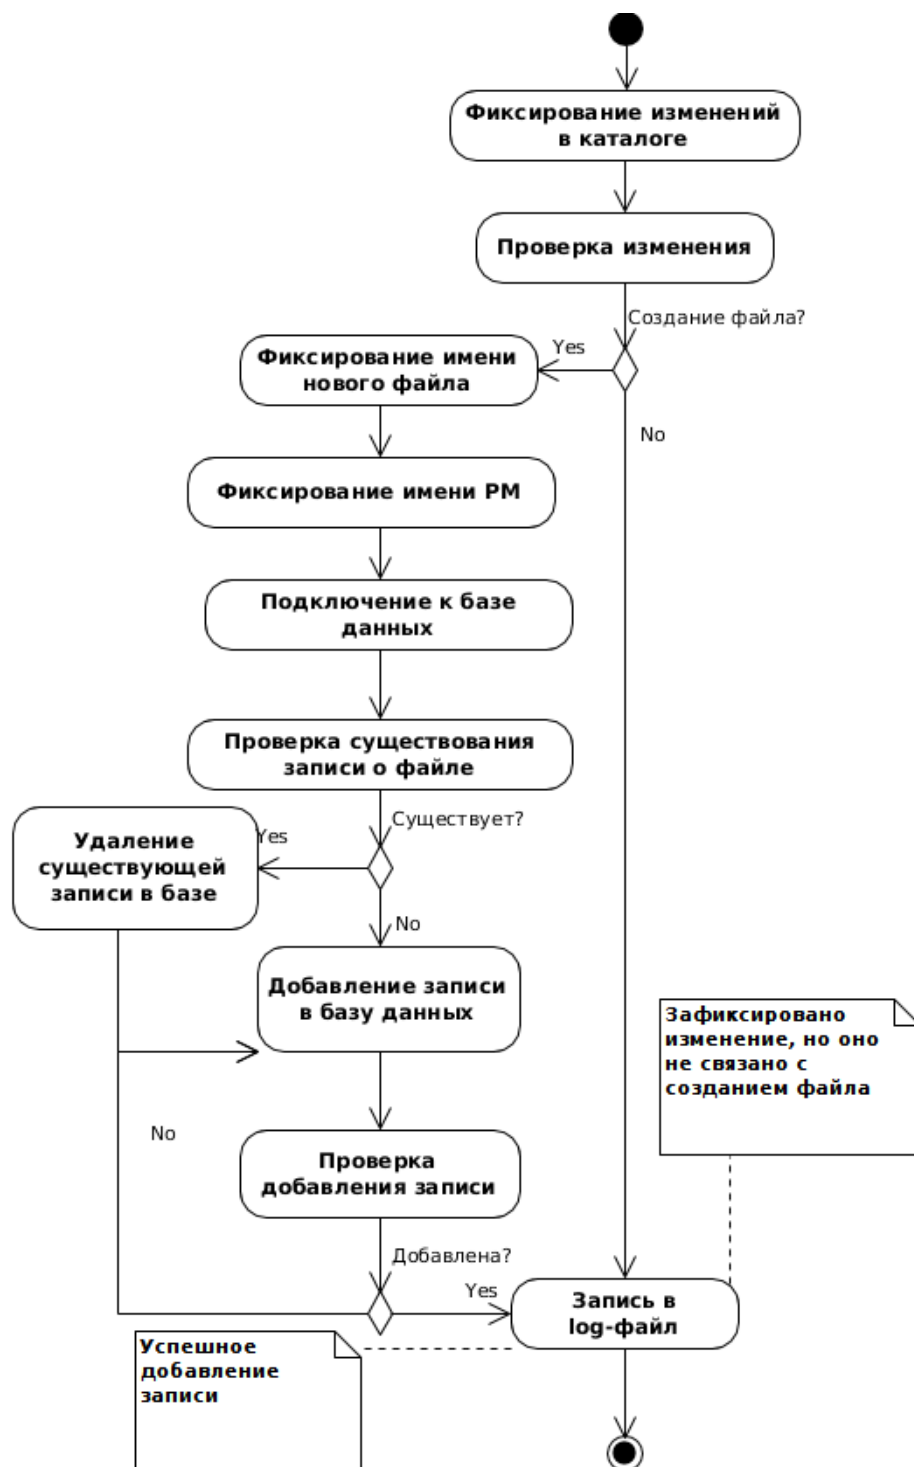 Фиксирование изменений
в каталоге
Проверка изменения
Создание файла?
Yes
Фиксирование имени
нового файла
No
Фиксирование имени РМ
Подключение к базе
данных
Проверка существования
записи о файле
Существует?
Yes
Удаление
существующей
записи в базе
No
Добавление записи
в базу данных
Зафиксировано
изменение, но оно
не связано с
созданием файла
No
Проверка
добавления записи
Добавлена?
Yes
Запись в
log-файл
Успешное
добавление
записи